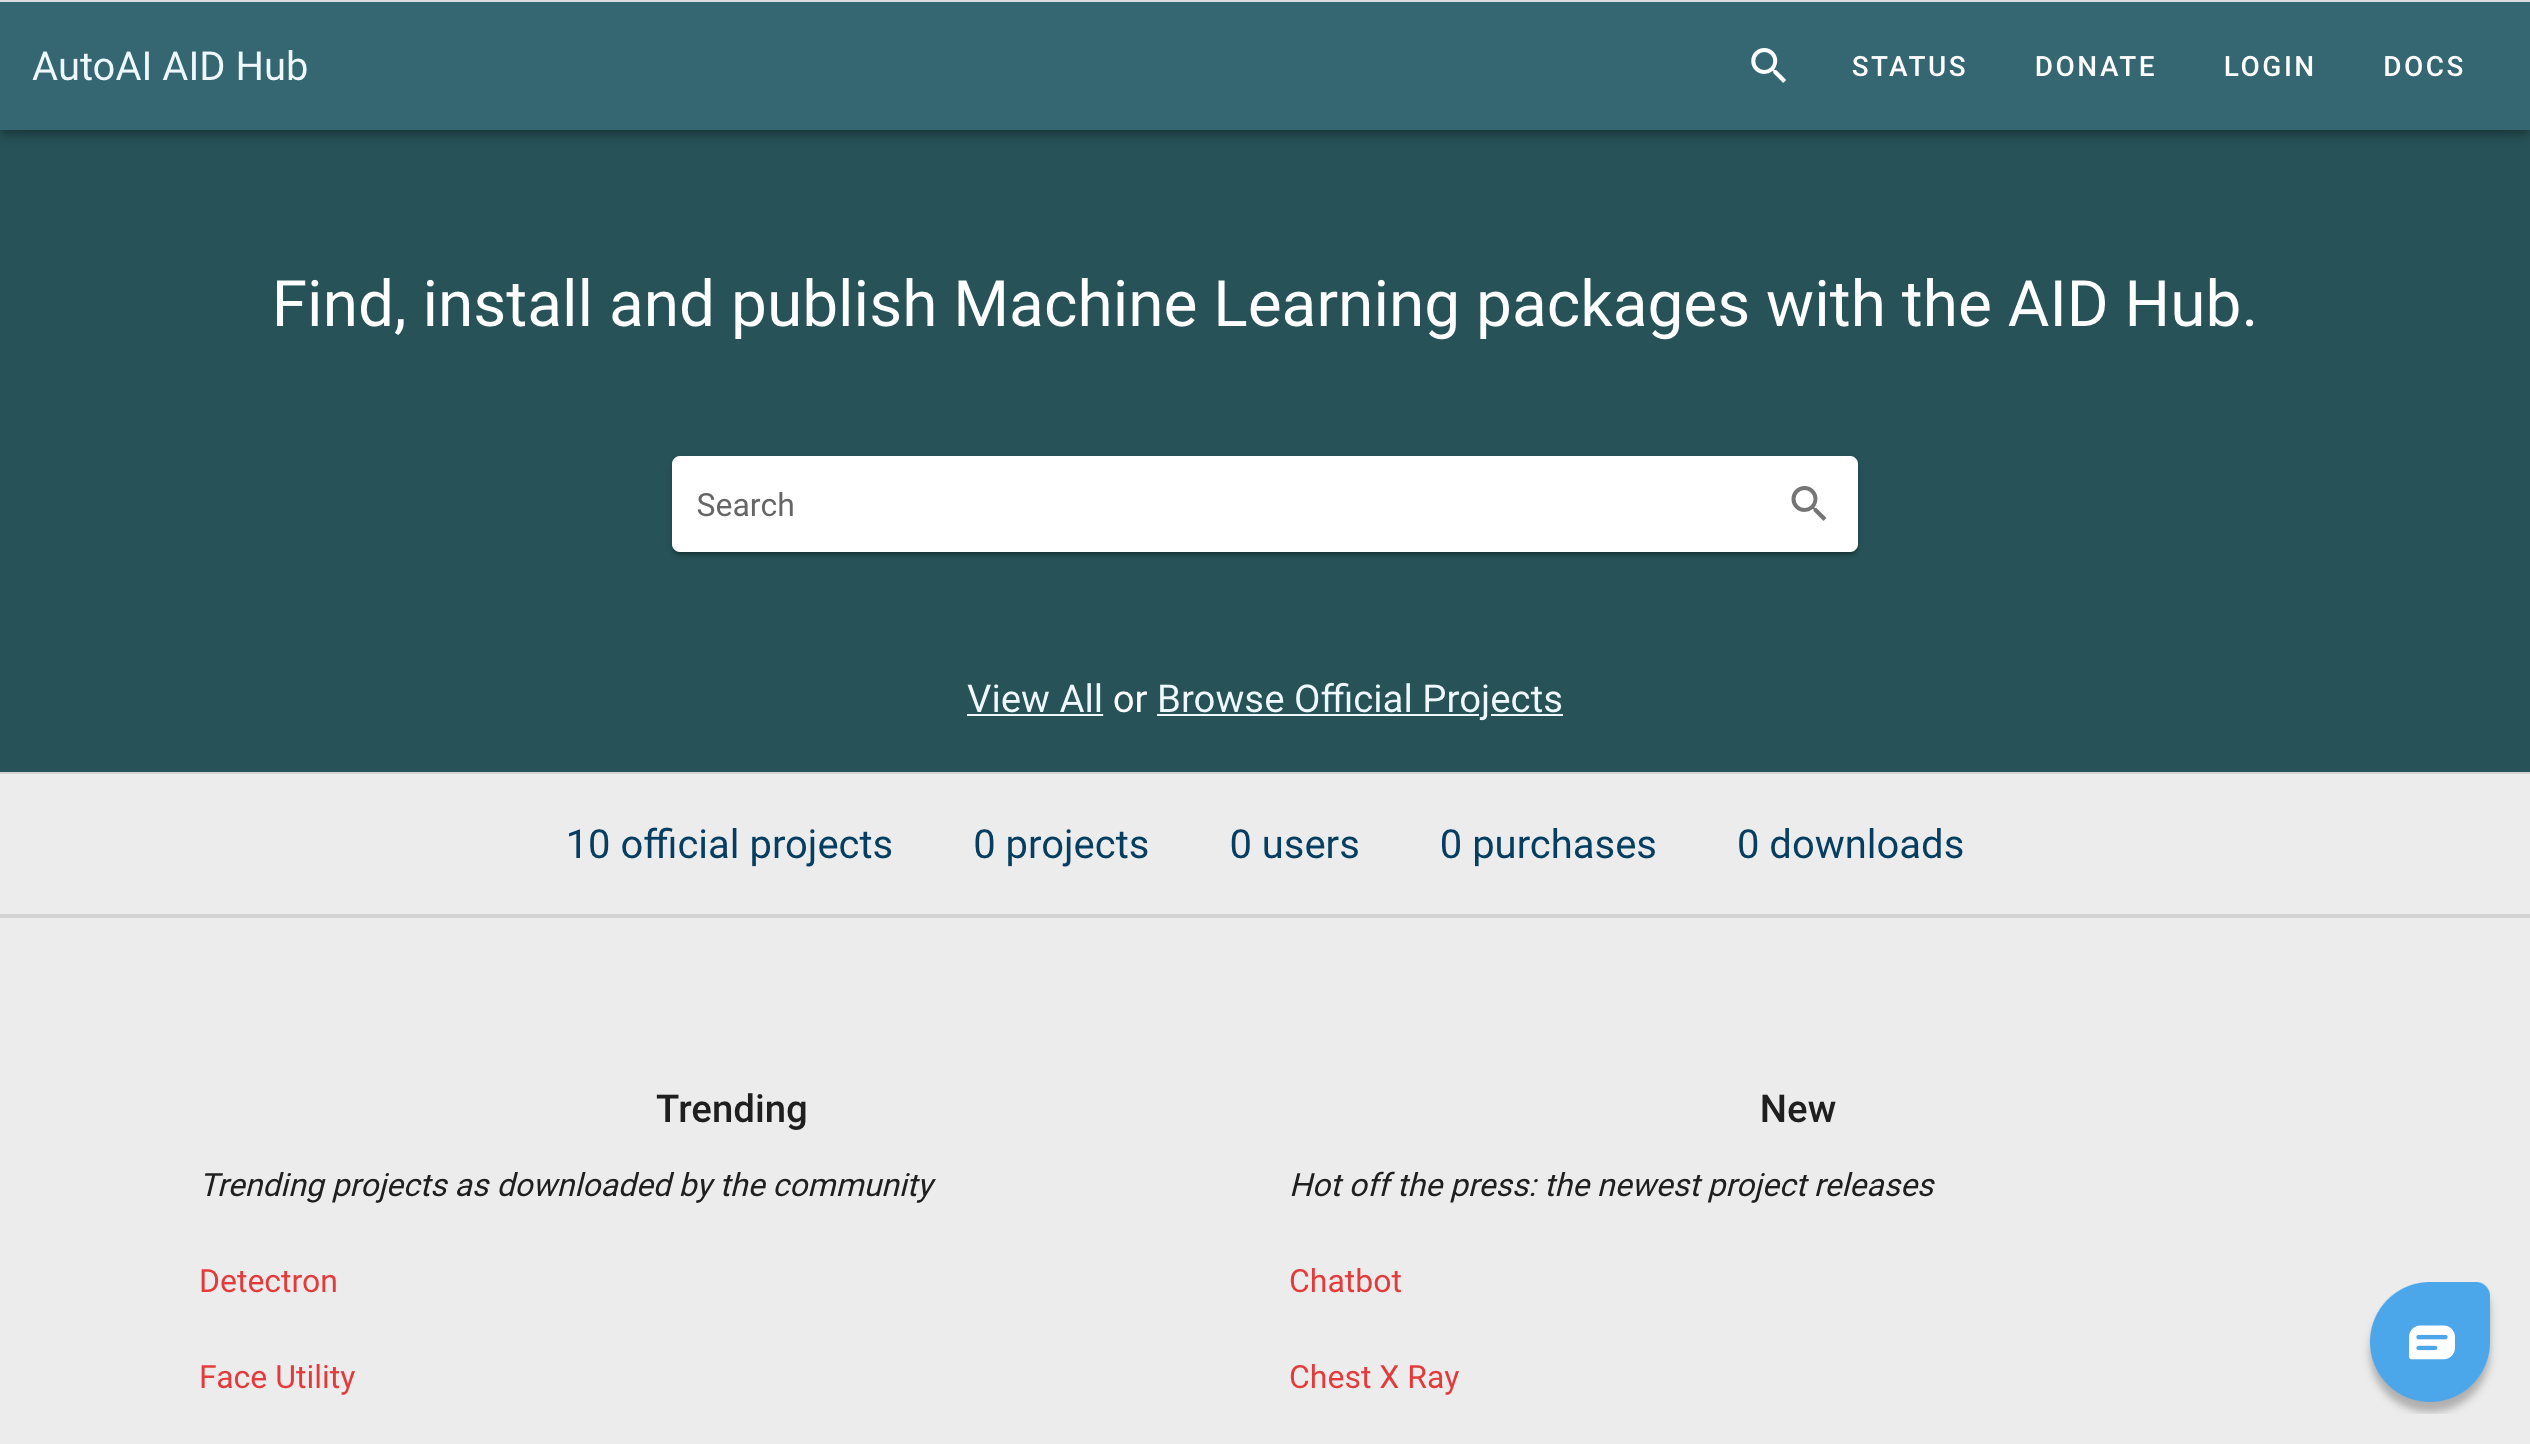 AutoAI AID Hub
STATUS DONATE LOGIN DOCS
Find, install and publish Machine Learning packages with the AID Hub.
Search
View All or Browse Official Projects
10 official projects 0 projects 0 users 0 purchases 0 downloads
Trending
Trending projects as downloaded by the community
Detectron
Face Utility
New
Hot off the press: the newest project releases
Chatbot
Chest X Ray